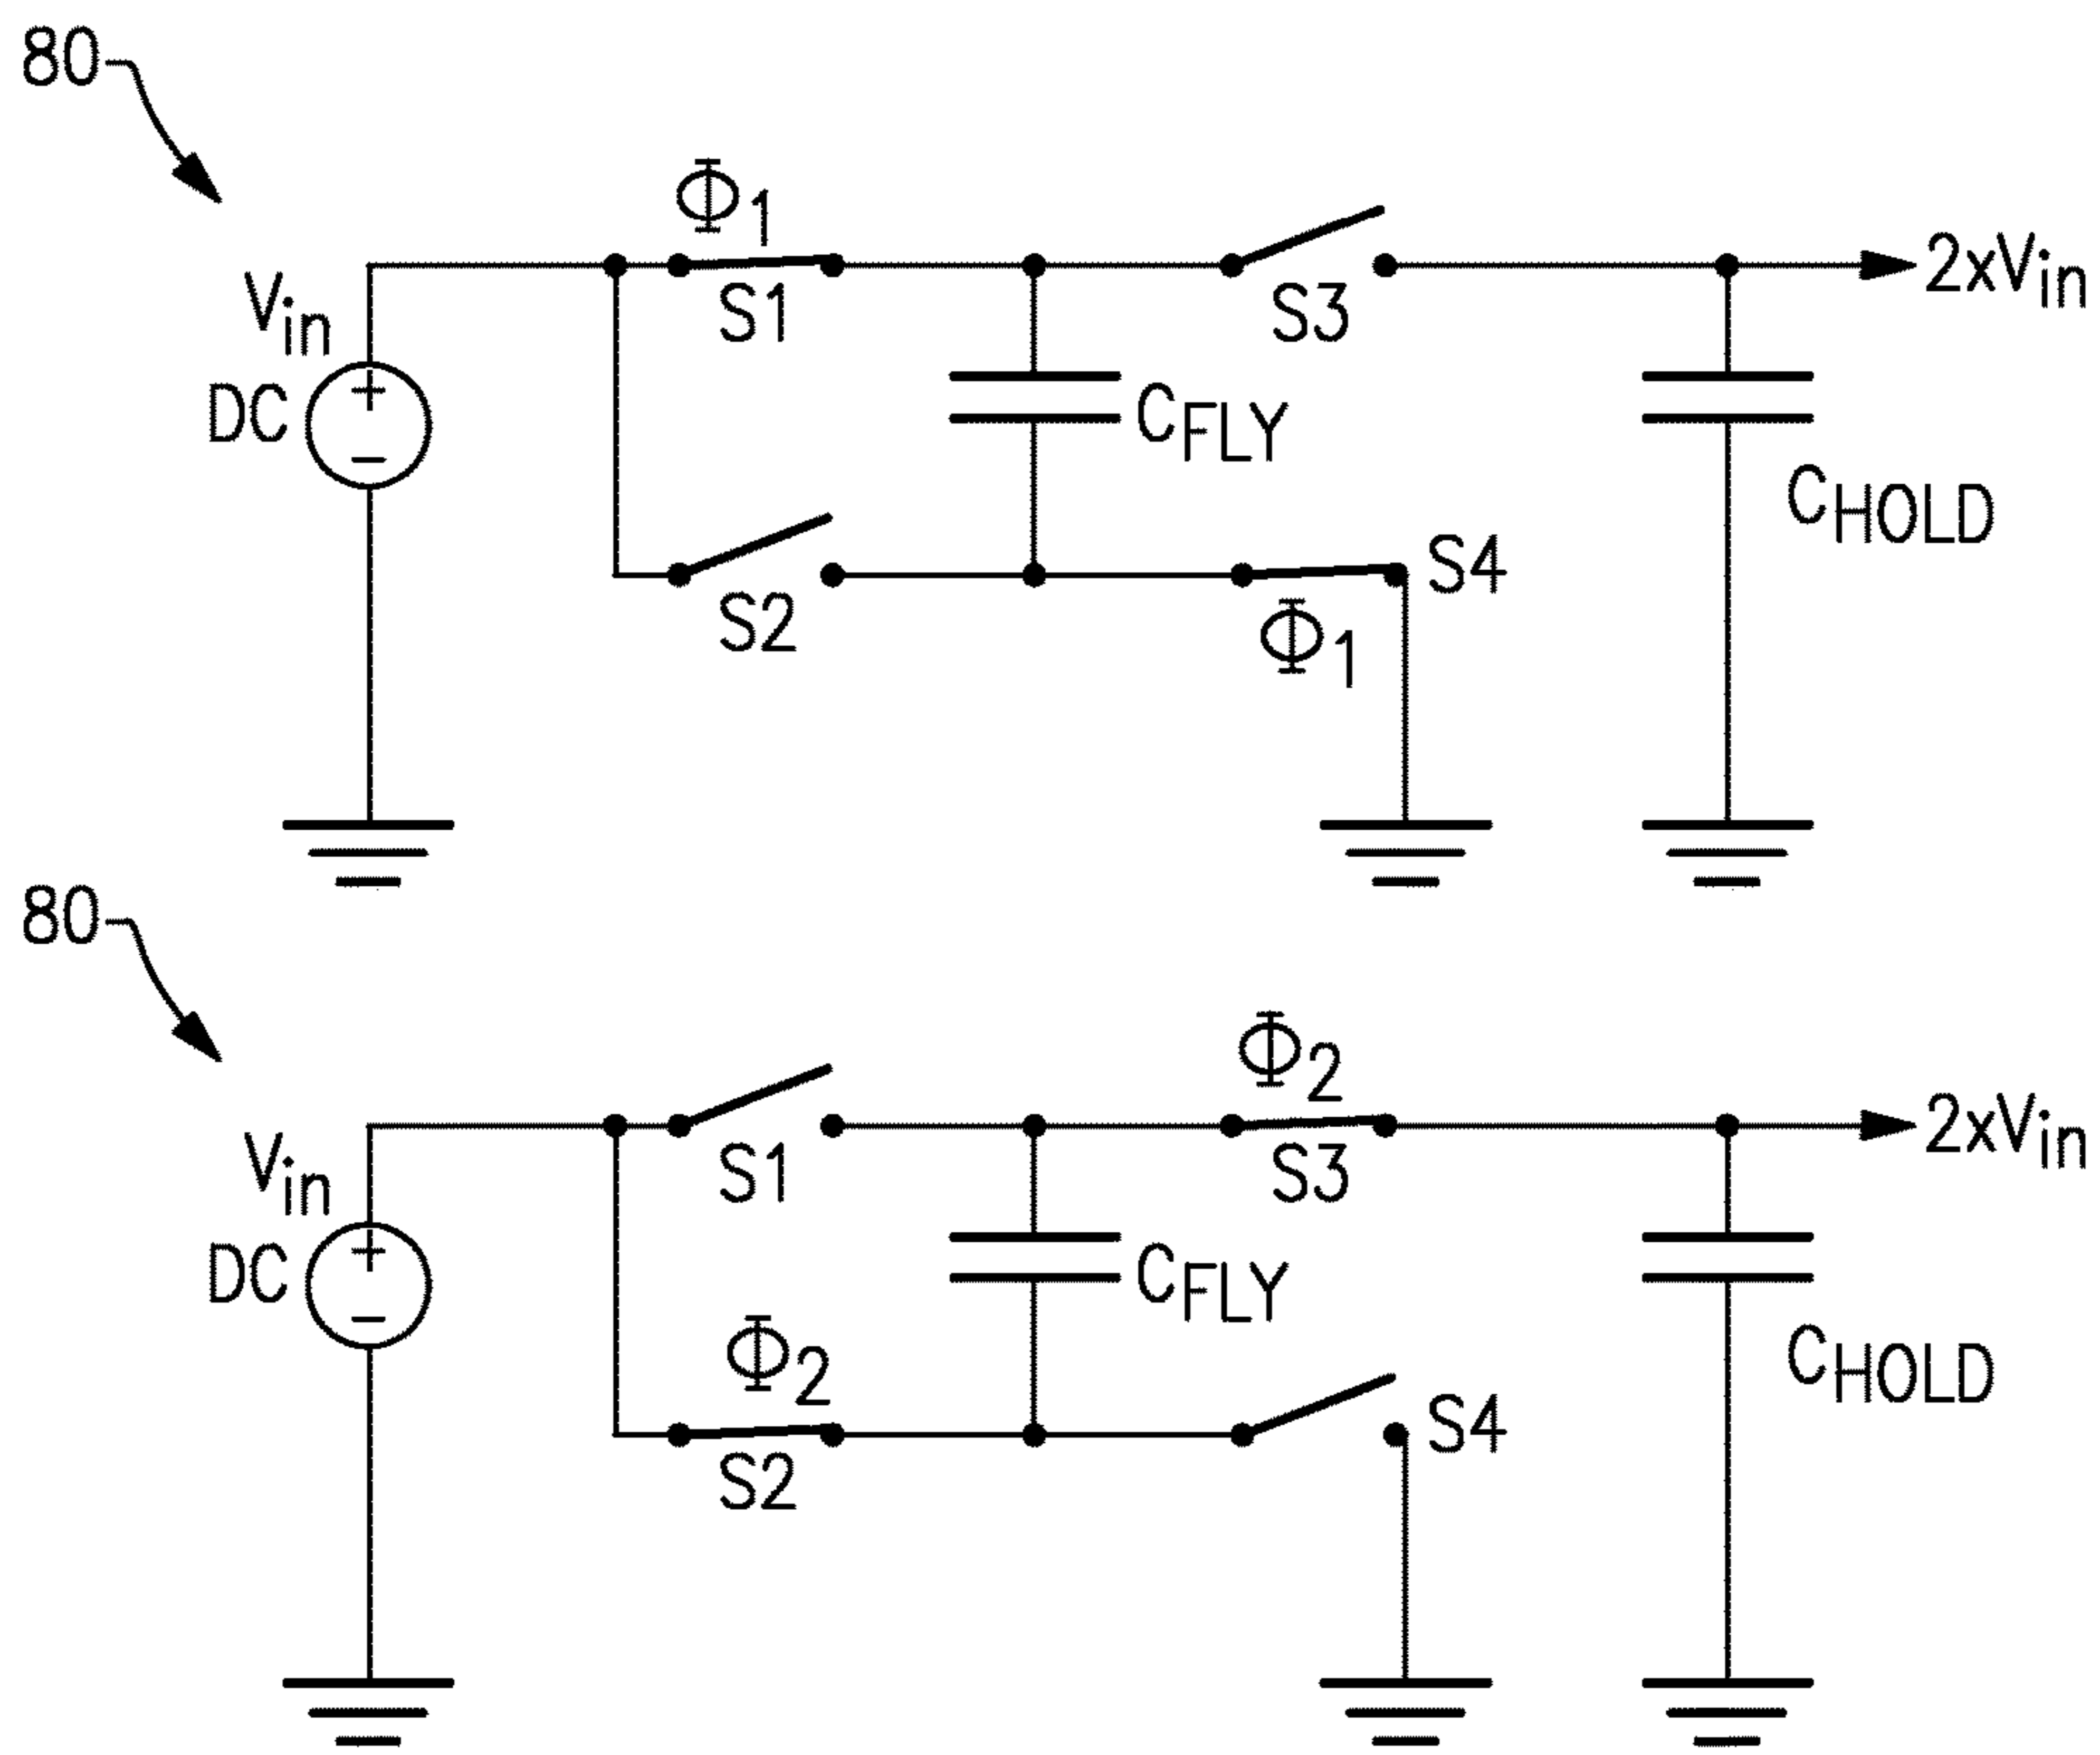 80
Φ1
Vin
DC
S1
S3
2xVin
CFLY
CHOLD
S2
S4
Φ1
80
Φ2
Vin
DC
S1
S3
2xVin
CFLY
CHOLD
Φ2
S2
S4